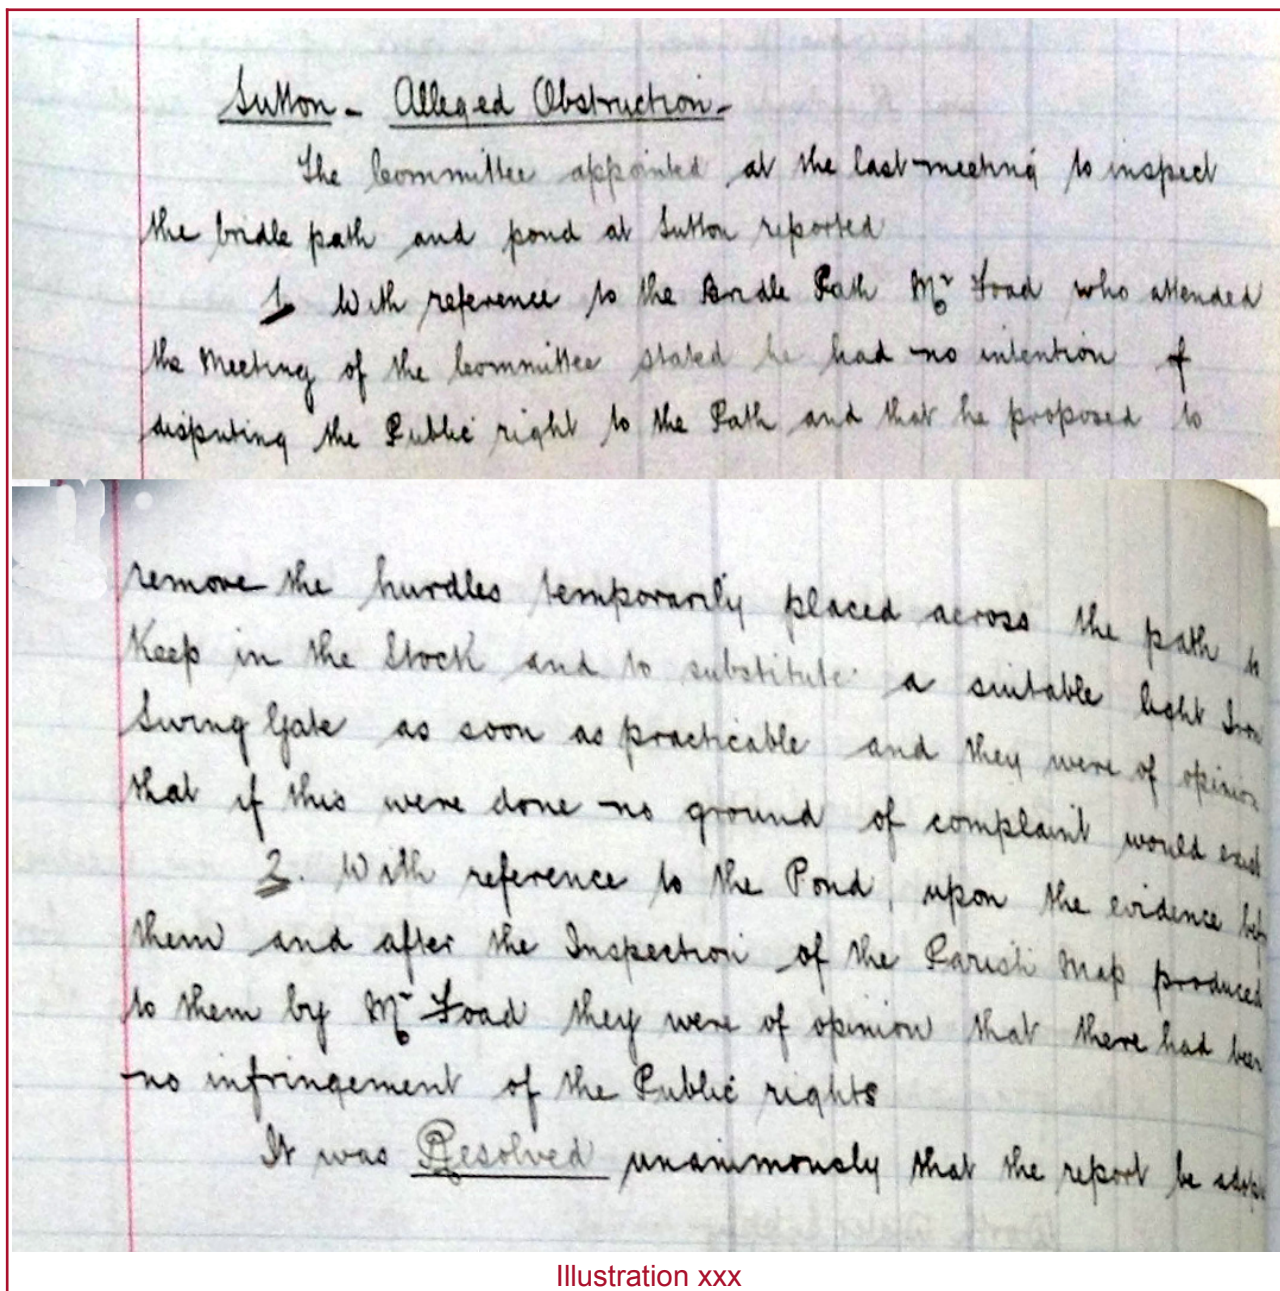 Sutton - Alleged Obstruction -
The Committee appointed at the last meeting to inspect
the bridle path and pond at Sutton reported
1 With reference to the Bridle Path Mr Foad who attended
the Meeting of the Committee stated he had no intention of
disputing the Public right to the Path and that he proposed to
remove the hurdles temporarily placed across the path to
Keep in the Stock and to substitute a suitable light Iron
Swing Gate as soon as practicable and they were of opinion
that if this were done no ground of complaint would exist
2. With reference to the Pond, upon the evidence bef
them and after the Inspection of the Parish Map produced
to them by Mr Foad they were of opinion that there had been
no infringement of the Public rights
It was Resolved unanimously that the report be adop
Illustration xxx